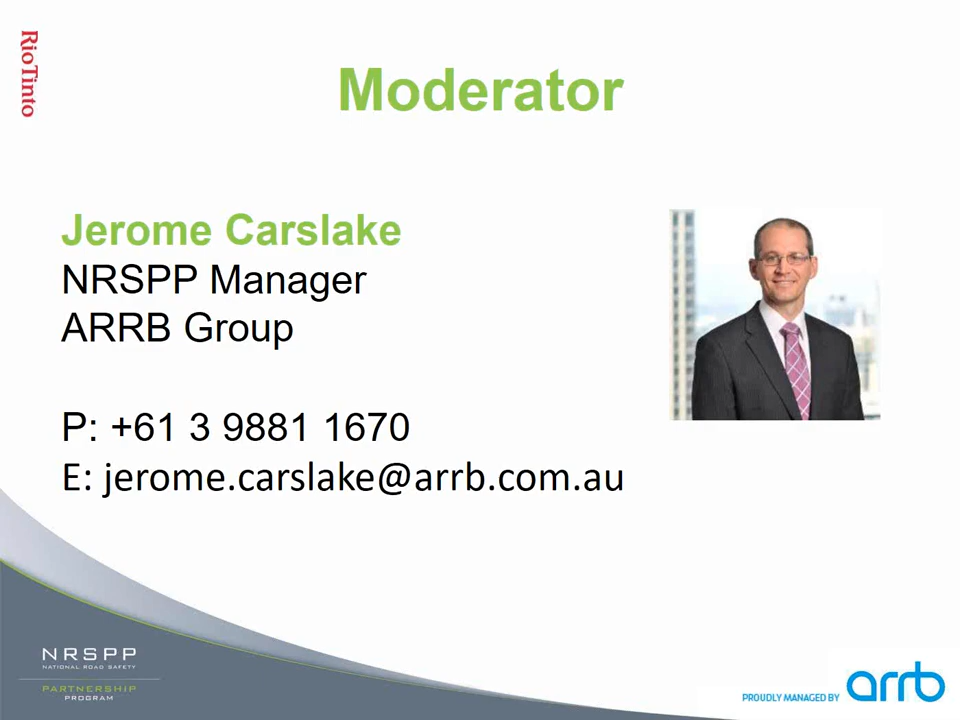 RioTinto
Moderator
Jerome Carslake
NRSPP Manager
ARRB Group
P: +61 3 9881 1670
E: jerome.carslake@arrb.com.au
NRSPP
NATIONAL ROAD SAFETY
PARTNERSHIP
PROGRAM
PROUDLY MANAGED BY arrb